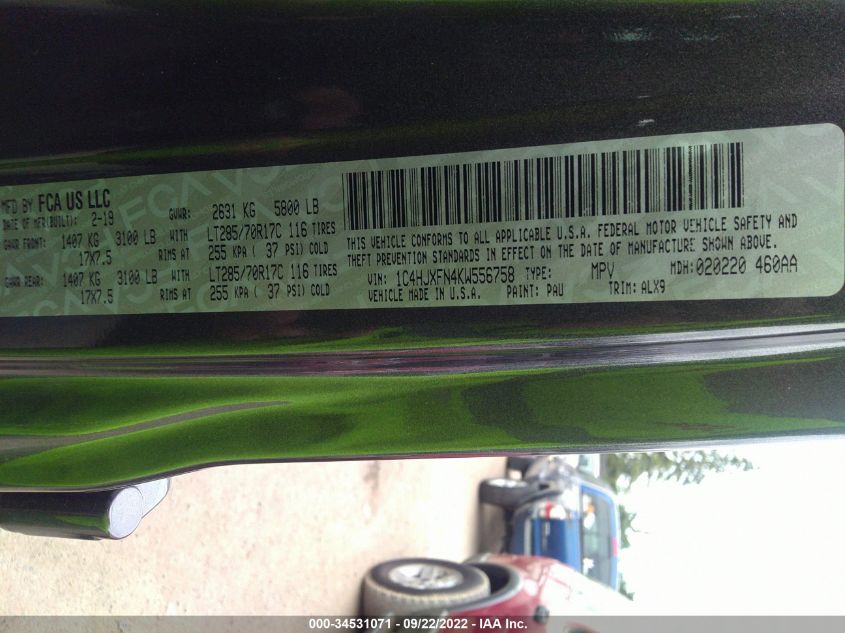 MFD BY FCA US LLC
DATE OF MFR(BUILT): 2-19 GVWR: 2631 KG 5800 LB
GAWR FRONT: 1407 KG 3100 LB WITH LT285/70R17C 116 TIRES
17X7.5 RIMS AT 255 KPA ( 37 PSI) COLD
GAWR REAR: 1407 KG 3100 LB WITH LT285/70R17C 116 TIRES
17X7.5 RIMS AT 255 KPA ( 37 PSI) COLD
THIS VEHICLE CONFORMS TO ALL APPLICABLE U.S.A. FEDERAL MOTOR VEHICLE SAFETY AND
THEFT PREVENTION STANDARDS IN EFFECT ON THE DATE OF MANUFACTURE SHOWN ABOVE.
VIN: 1C4HJXFN4KW556758 TYPE: MPV MDH:020220 460AA
VEHICLE MADE IN U.S.A. PAINT: PAU TRIM: ALX9
000-34531071 - 09/22/2022 - IAA Inc.